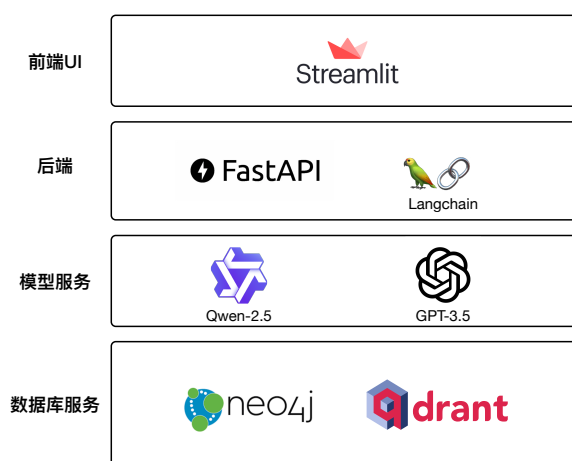 前端UI
Streamlit
后端
FastAPI
Langchain
模型服务
Qwen-2.5
GPT-3.5
数据库服务
neo4j
qdrant